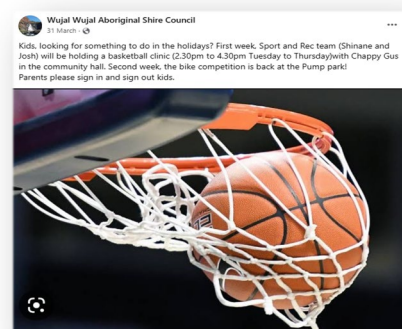 Wujal Wujal Aboriginal Shire Council
31 March
Kids, looking for something to do in the holidays? First week, Sport and Rec team (Shinane and
Josh) will be holding a basketball clinic (2.30pm to 4.30pm Tuesday to Thursday)with Chappy Gus
in the community hall. Second week, the bike competition is back at the Pump park!
Parents please sign in and sign out kids.